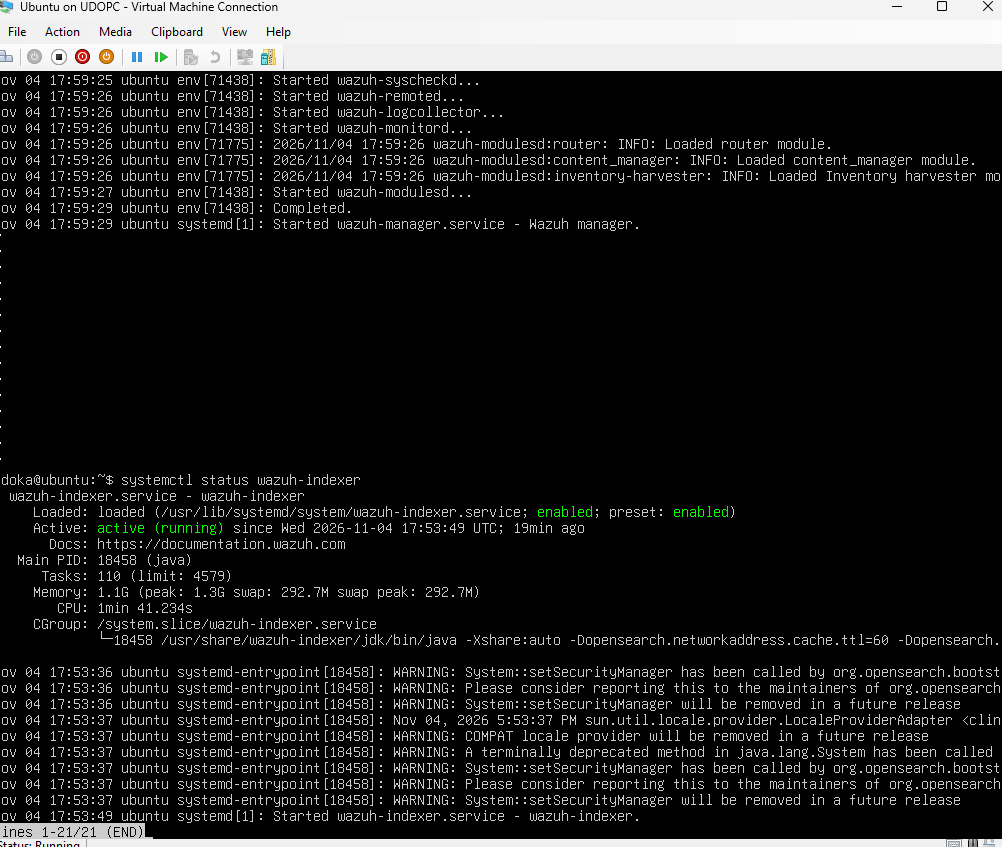 Ubuntu on UDOPC - Virtual Machine Connection
File Action Media Clipboard View Help
ov 04 17:59:25 ubuntu env[71438]: Started wazuh-syscheckd...
ov 04 17:59:26 ubuntu env[71438]: Started wazuh-remoted...
ov 04 17:59:26 ubuntu env[71438]: Started wazuh-logcollector...
ov 04 17:59:26 ubuntu env[71438]: Started wazuh-monitord...
ov 04 17:59:26 ubuntu env[71775]: 2026/11/04 17:59:26 wazuh-modulesd:router: INFO: Loaded router module.
ov 04 17:59:26 ubuntu env[71775]: 2026/11/04 17:59:26 wazuh-modulesd:content_manager: INFO: Loaded content_manager module.
ov 04 17:59:26 ubuntu env[71775]: 2026/11/04 17:59:26 wazuh-modulesd:inventory-harvester: INFO: Loaded Inventory harvester mo
ov 04 17:59:27 ubuntu env[71438]: Started wazuh-modulesd...
ov 04 17:59:29 ubuntu env[71438]: Completed.
ov 04 17:59:29 ubuntu systemd[1]: Started wazuh-manager.service - Wazuh manager.
doka@ubuntu:~$ systemctl status wazuh-indexer
wazuh-indexer.service - wazuh-indexer
Loaded: loaded (/usr/lib/systemd/system/wazuh-indexer.service; enabled; preset: enabled)
Active: active (running) since Wed 2026-11-04 17:53:49 UTC; 19min ago
Docs: https://documentation.wazuh.com
Main PID: 18458 (java)
Tasks: 110 (limit: 4579)
Memory: 1.1G (peak: 1.3G swap: 292.7M swap peak: 292.7M)
CPU: 1min 41.234s
CGroup: /system.slice/wazuh-indexer.service
└─18458 /usr/share/wazuh-indexer/jdk/bin/java -Xshare:auto -Dopensearch.networkaddress.cache.ttl=60 -Dopensearch.
ov 04 17:53:36 ubuntu systemd-entrypoint[18458]: WARNING: System::setSecurityManager has been called by org.opensearch.bootst
ov 04 17:53:36 ubuntu systemd-entrypoint[18458]: WARNING: Please consider reporting this to the maintainers of org.opensearch
ov 04 17:53:36 ubuntu systemd-entrypoint[18458]: WARNING: System::setSecurityManager will be removed in a future release
ov 04 17:53:37 ubuntu systemd-entrypoint[18458]: Nov 04, 2026 5:53:37 PM sun.util.locale.provider.LocaleProviderAdapter <clin
ov 04 17:53:37 ubuntu systemd-entrypoint[18458]: WARNING: COMPAT locale provider will be removed in a future release
ov 04 17:53:37 ubuntu systemd-entrypoint[18458]: WARNING: A terminally deprecated method in java.lang.System has been called
ov 04 17:53:37 ubuntu systemd-entrypoint[18458]: WARNING: System::setSecurityManager has been called by org.opensearch.bootst
ov 04 17:53:37 ubuntu systemd-entrypoint[18458]: WARNING: Please consider reporting this to the maintainers of org.opensearch
ov 04 17:53:37 ubuntu systemd-entrypoint[18458]: WARNING: System::setSecurityManager will be removed in a future release
ov 04 17:53:49 ubuntu systemd[1]: Started wazuh-indexer.service - wazuh-indexer.
ines 1-21/21 (END)
Status: Running